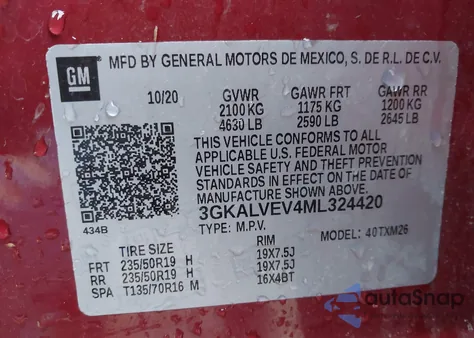 GM
MFD BY GENERAL MOTORS DE MEXICO, S. DE R.L. DE C.V.
10/20 GVWR GAWR FRT GAWR RR
2100 KG 1175 KG 1200 KG
4630 LB 2590 LB 2645 LB
THIS VEHICLE CONFORMS TO ALL
APPLICABLE U.S. FEDERAL MOTOR
VEHICLE SAFETY AND THEFT PREVENTION
STANDARDS IN EFFECT ON THE DATE OF
MANUFACTURE SHOWN ABOVE.
434B
3GKALVEV4ML324420
TYPE: M.P.V. MODEL: 40TXM26
TIRE SIZE RIM
FRT 235/50R19 H 19X7.5J
RR 235/50R19 H 19X7.5J
SPA T135/70R16 M 16X4BT
autoSnap